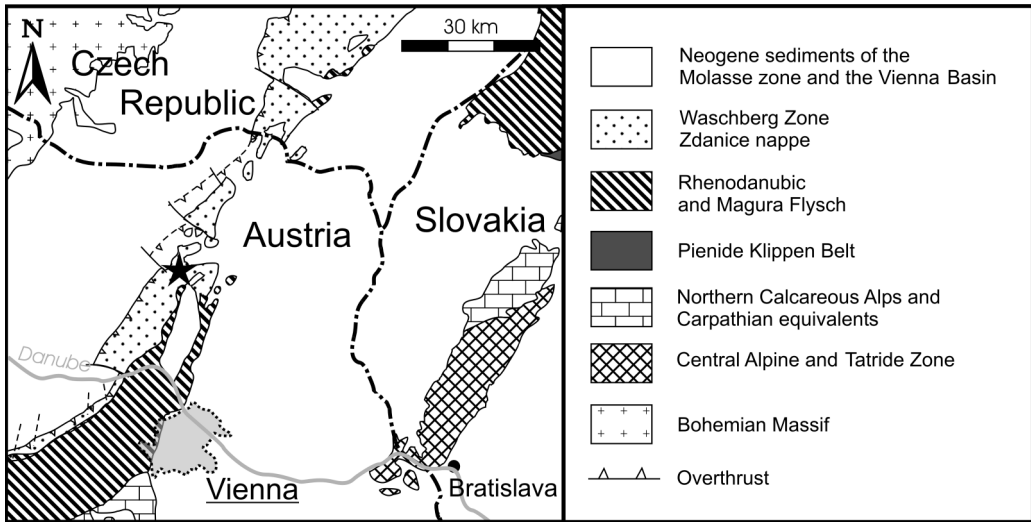 N
30 km
Czech
Republic
Austria
Slovakia
Danube
Vienna
Bratislava
Neogene sediments of the
Molasse zone and the Vienna Basin
Waschberg Zone
Zdanice nappe
Rhenodanubic
and Magura Flysch
Pienide Klippen Belt
Northern Calcareous Alps and
Carpathian equivalents
Central Alpine and Tatride Zone
Bohemian Massif
Overthrust